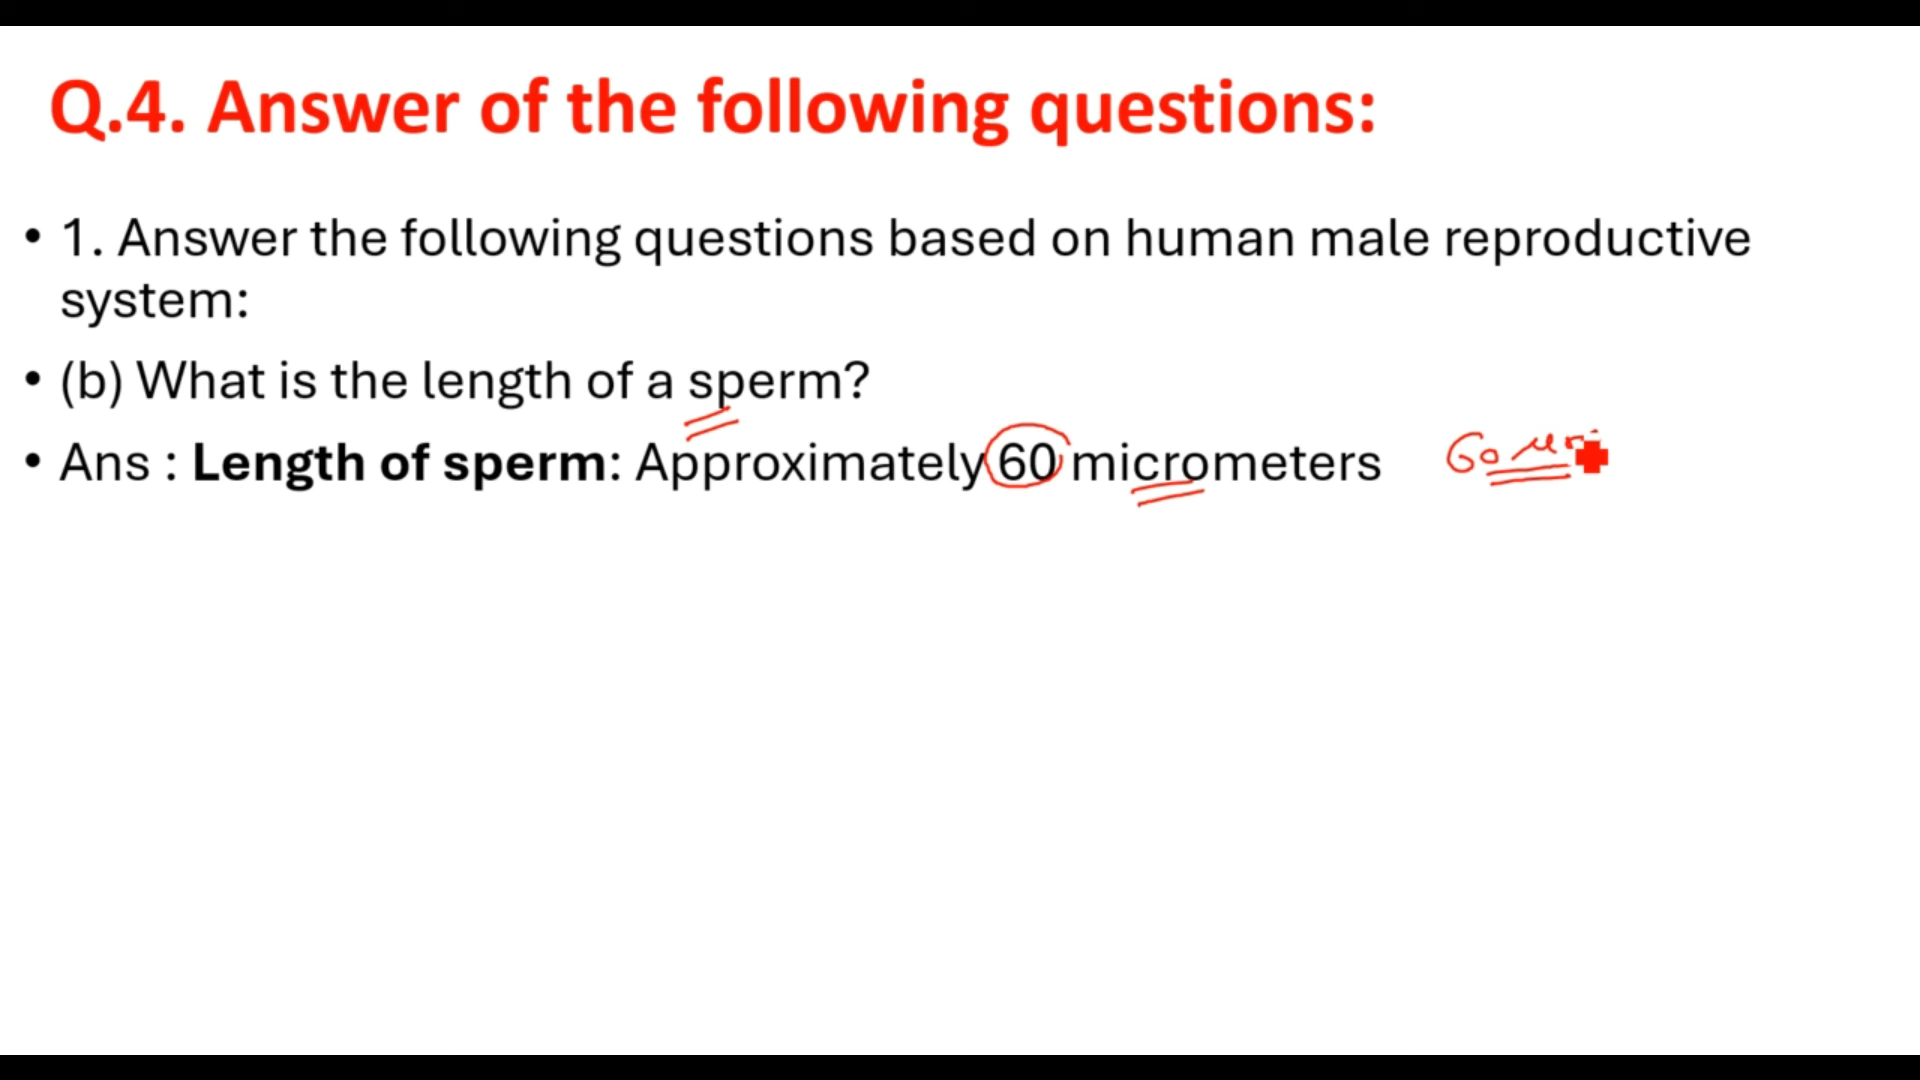 Q.4. Answer of the following questions:
• 1. Answer the following questions based on human male reproductive
system:
• (b) What is the length of a sperm?
• Ans : Length of sperm: Approximately 60 micrometers 60 μ